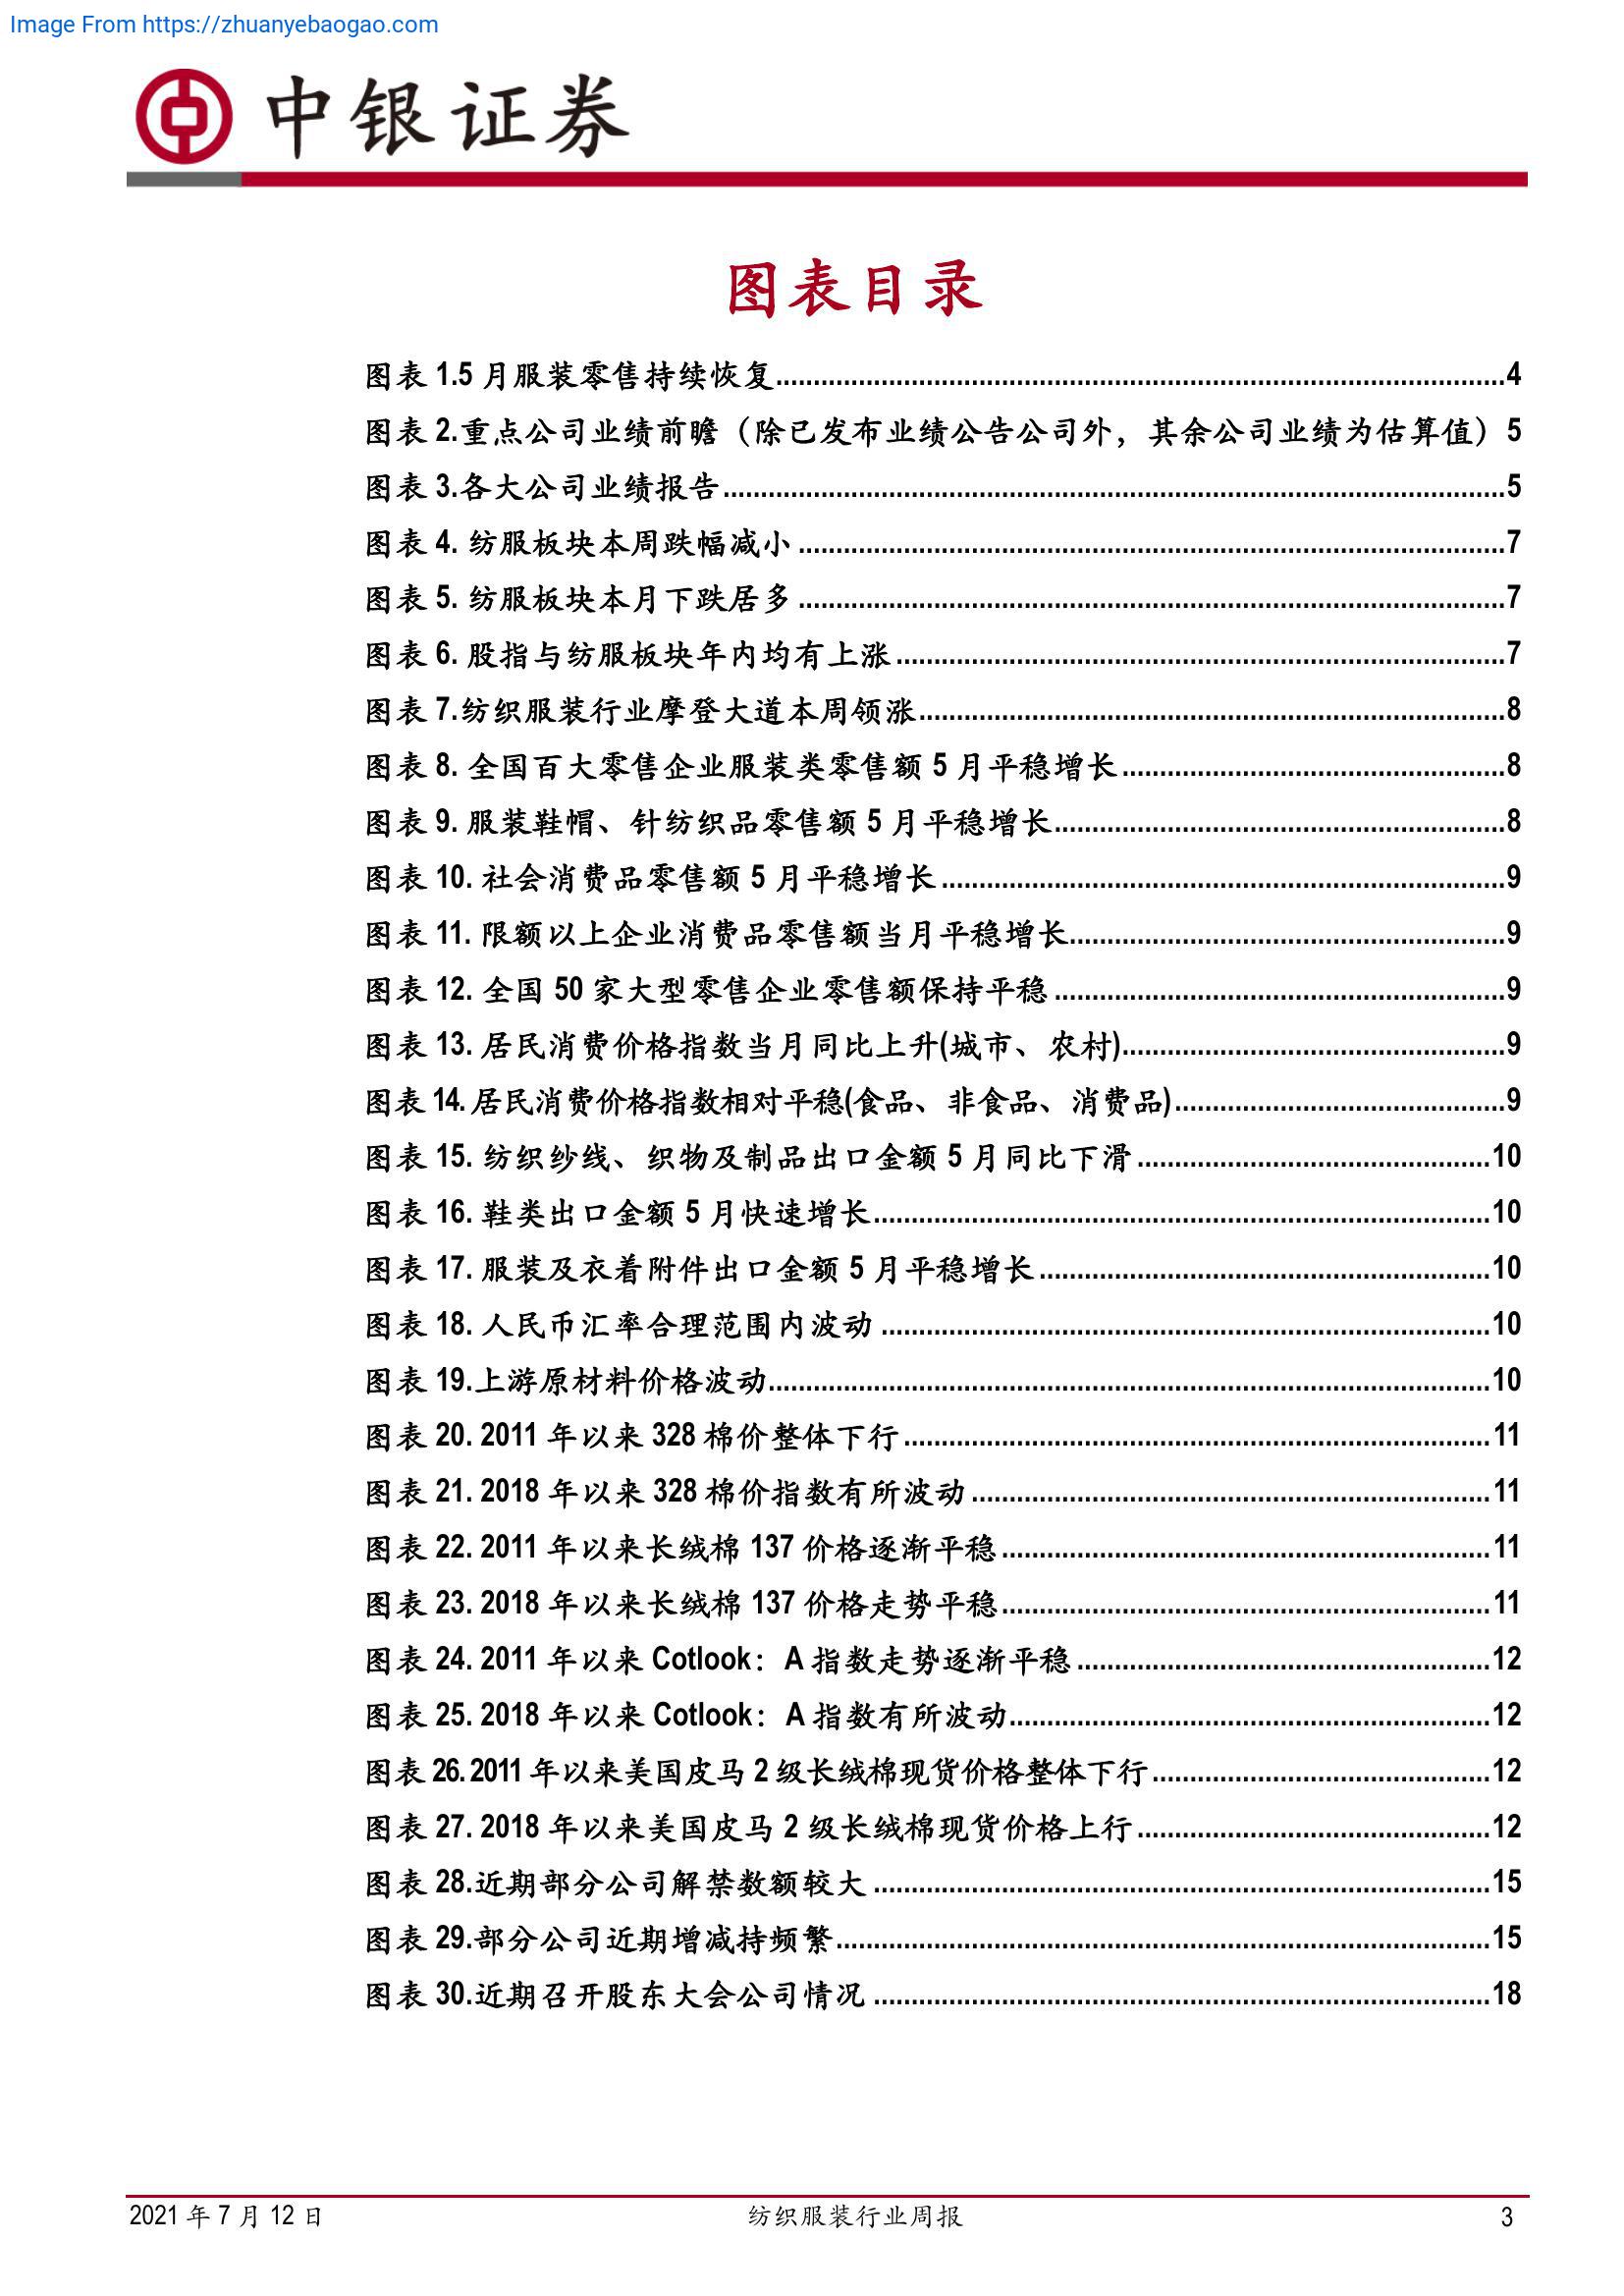 Image From https://zhuanyebaogao.com
中银证券
图表目录
图表 1.5 月服装零售持续恢复........4
图表 2.重点公司业绩前瞻（除已发布业绩公告公司外，其余公司业绩为估算值）5
图表 3.各大公司业绩报告........5
图表 4. 纺服板块本周跌幅减小........7
图表 5. 纺服板块本月下跌居多........7
图表 6. 股指与纺服板块年内均有上涨........7
图表 7.纺织服装行业摩登大道本周领涨........8
图表 8. 全国百大零售企业服装类零售额 5 月平稳增长........8
图表 9. 服装鞋帽、针纺织品零售额 5 月平稳增长........8
图表 10. 社会消费品零售额 5 月平稳增长........9
图表 11. 限额以上企业消费品零售额当月平稳增长........9
图表 12. 全国 50 家大型零售企业零售额保持平稳........9
图表 13. 居民消费价格指数当月同比上升(城市、农村)........9
图表 14. 居民消费价格指数相对平稳(食品、非食品、消费品)........9
图表 15. 纺织纱线、织物及制品出口金额 5 月同比下滑........10
图表 16. 鞋类出口金额 5 月快速增长........10
图表 17. 服装及衣着附件出口金额 5 月平稳增长........10
图表 18. 人民币汇率合理范围内波动........10
图表 19.上游原材料价格波动........10
图表 20. 2011 年以来 328 棉价整体下行........11
图表 21. 2018 年以来 328 棉价指数有所波动........11
图表 22. 2011 年以来长绒棉 137 价格逐渐平稳........11
图表 23. 2018 年以来长绒棉 137 价格走势平稳........11
图表 24. 2011 年以来 Cotlook：A 指数走势逐渐平稳........12
图表 25. 2018 年以来 Cotlook：A 指数有所波动........12
图表 26. 2011 年以来美国皮马 2 级长绒棉现货价格整体下行........12
图表 27. 2018 年以来美国皮马 2 级长绒棉现货价格上行........12
图表 28.近期部分公司解禁数额较大........15
图表 29.部分公司近期增减持频繁........15
图表 30.近期召开股东大会公司情况........18
2021 年 7 月 12 日
纺织服装行业周报
3